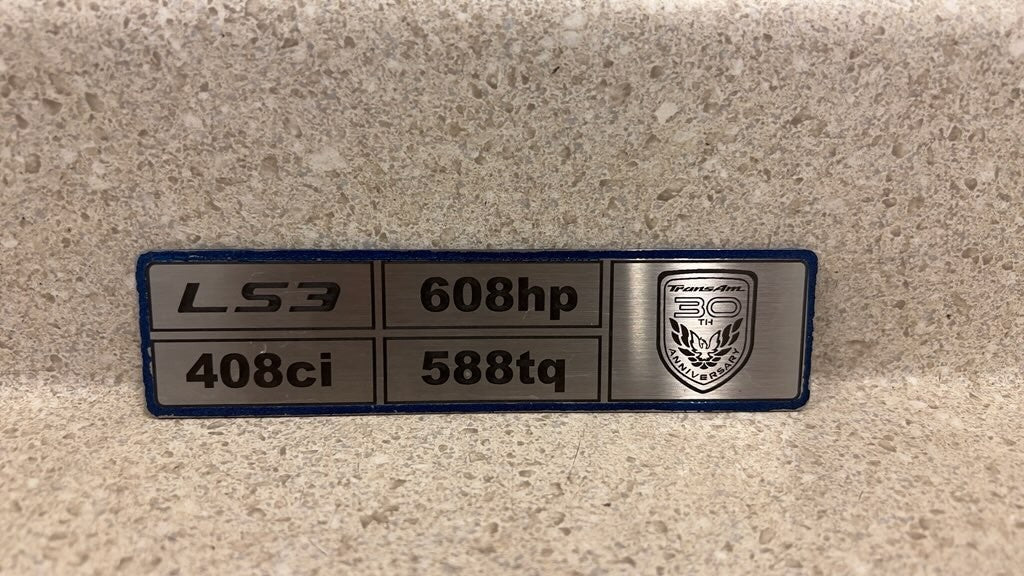 LS3
608hp
408ci
588tq
TransAm
30
TH
ANNIVERSARY